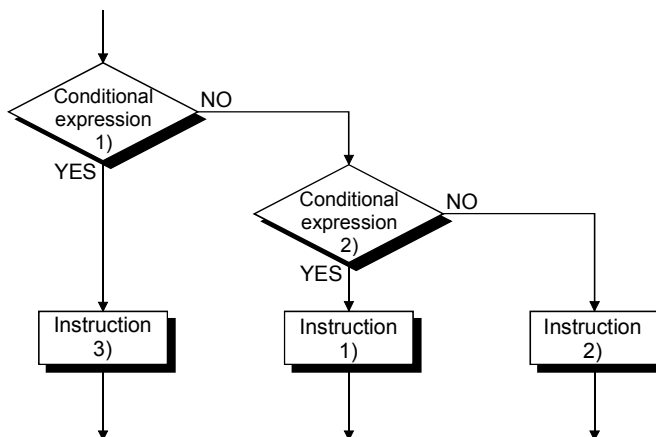 Conditional
expression
1)
NO
YES
Conditional
expression
2)
NO
YES
Instruction
3)
Instruction
1)
Instruction
2)